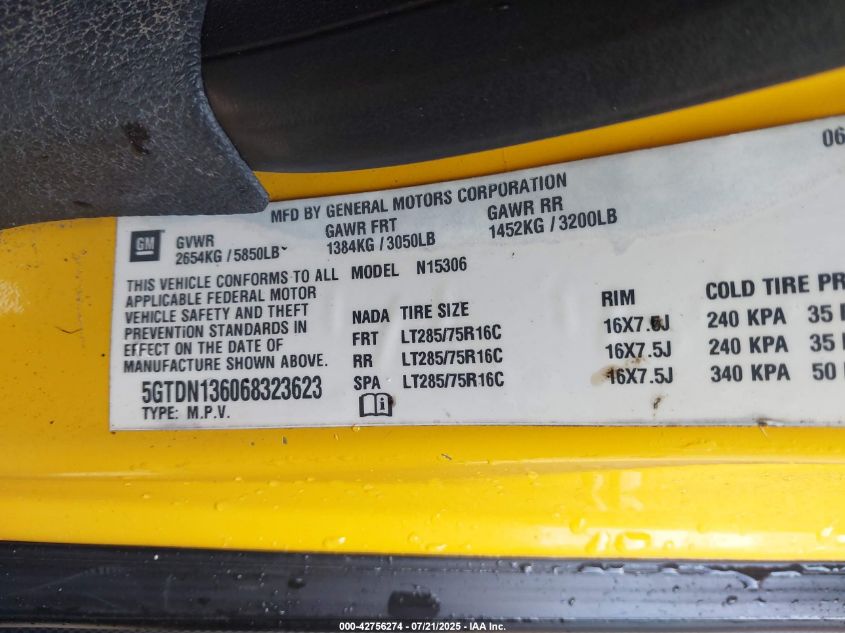 06
MFD BY GENERAL MOTORS CORPORATION
GM
GVWR GAWR FRT GAWR RR
2654KG / 5850LB 1384KG / 3050LB 1452KG / 3200LB
THIS VEHICLE CONFORMS TO ALL
APPLICABLE FEDERAL MOTOR
VEHICLE SAFETY AND THEFT
PREVENTION STANDARDS IN
EFFECT ON THE DATE OF
MANUFACTURE SHOWN ABOVE.
5GTDN136068323623
TYPE: M.P.V.
MODEL N15306
NADA TIRE SIZE RIM COLD TIRE PR
FRT LT285/75R16C 16X7.5J 240 KPA 35
RR LT285/75R16C 16X7.5J 240 KPA 35
SPA LT285/75R16C 16X7.5J 340 KPA 50
i
000-42756274 - 07/21/2025 - IAA Inc.